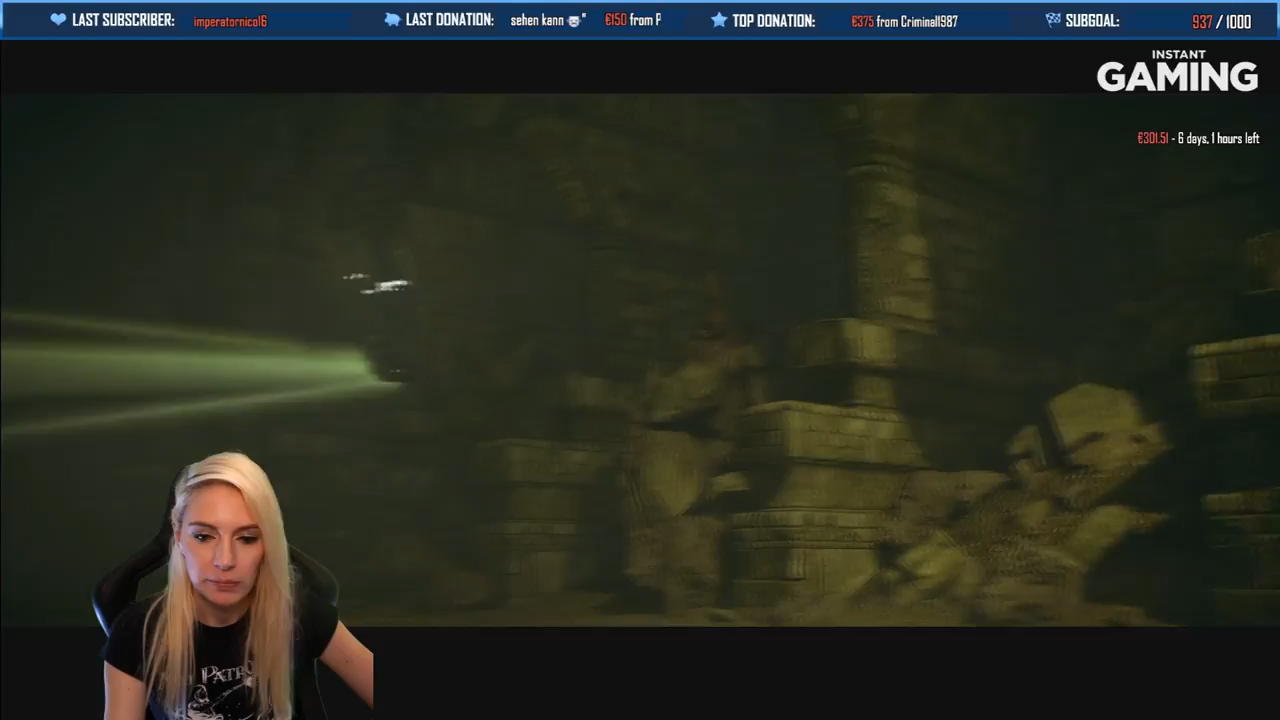 LAST SUBSCRIBER: imperatornico16 LAST DONATION: sehen kann " €150 from P TOP DONATION: €375 from Criminal1987 SUBGOAL: 937 / 1000
INSTANT
GAMING
€301.51 - 6 days, 1 hours left